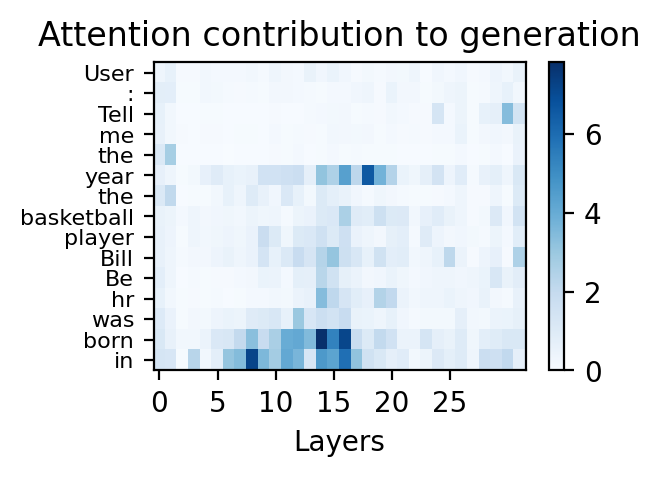 Attention contribution to generation
User
:
Tell
me
the
year
the
basketball
player
Bill
Be
hr
was
born
in
0
5
10
15
20
25
Layers
6
4
2
0